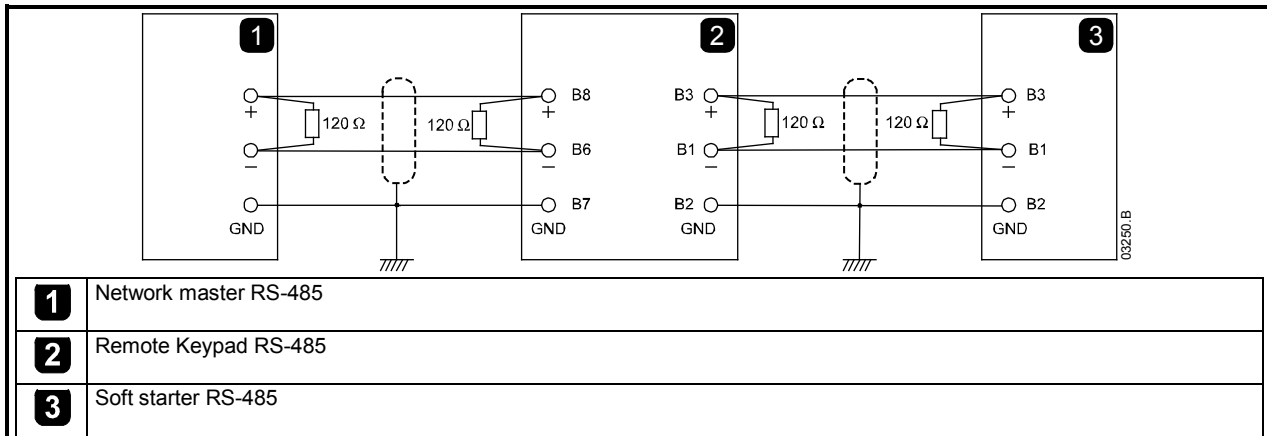 1 2 3
B8 B3 B3
+ + + +
120 Ω 120 Ω 120 Ω 120 Ω
B6 B1 B1
− − − −
B7 B2 B2
GND GND GND GND
03250.B
1 Network master RS-485
2 Remote Keypad RS-485
3 Soft starter RS-485